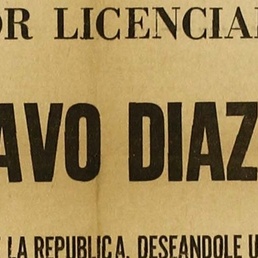 OR LICENCIA
AVO DIAZ
LA REPUBLICA, DESEANDOLE U